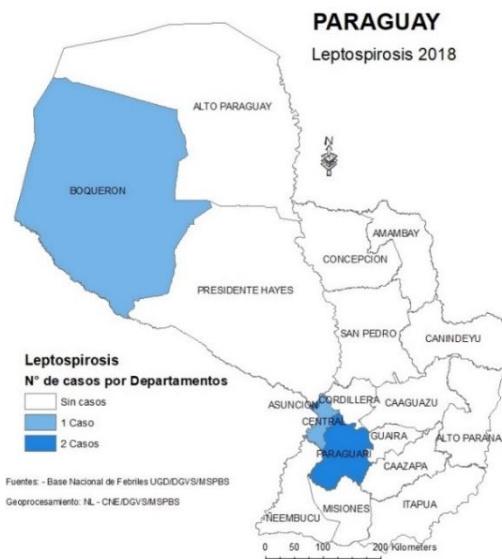 PARAGUAY
Leptospirosis 2018
N
ALTO PARAGUAY
BOQUERON
AMAMBAY
CONCEPCION
PRESIDENTE HAYES
SAN PEDRO
CANINDEYU
CORDILLERA
ASUNCION
CAAGUAZU
CENTRAL
GUAIRA
ALTO PARANA
PARAGUARI
CAAZAPA
ITAPUA
MISIONES
ÑEEMBUCU
Leptospirosis
N° de casos por Departamentos
Sin casos
1 Caso
2 Casos
Fuentes: - Base Nacional de Febriles UGD/DGVS/MSPBS
Geoprocesamiento: NL - CNE/DGVS/MSPBS
0 50 100 200 Kilometers